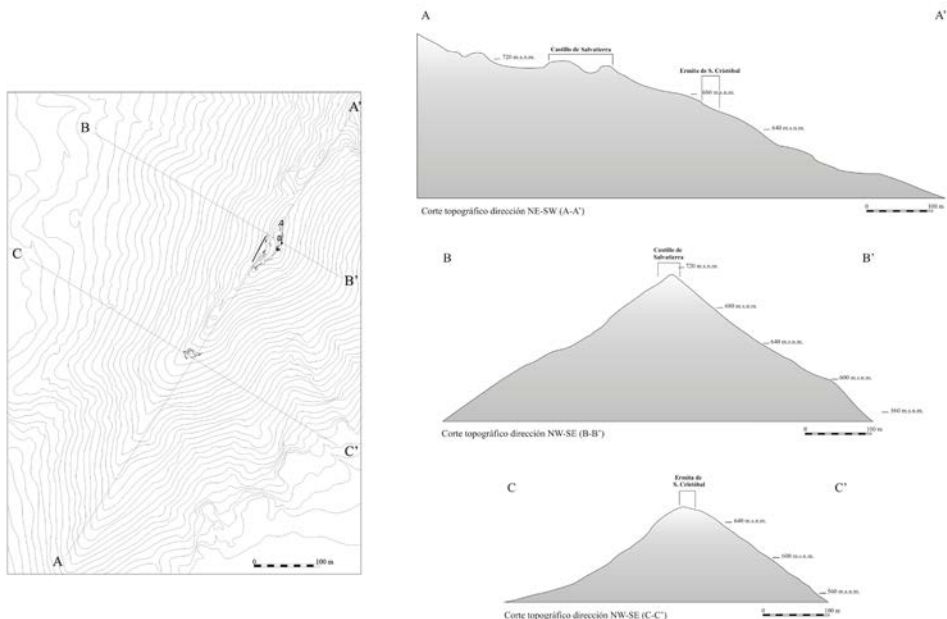 A'
B
C
B'
C'
A
0 100 m
A A'
Castillo de Salvatierra
720 m.s.n.m.
Ermita de S. Cristóbal
680 m.s.n.m.
640 m.s.n.m.
0 100 m
Corte topográfico dirección NE-SW (A-A')
B B'
Castillo de
Salvatierra
720 m.s.n.m.
680 m.s.n.m.
640 m.s.n.m.
600 m.s.n.m.
560 m.s.n.m.
0 100 m
Corte topográfico dirección NW-SE (B-B')
C C'
Ermita de
S. Cristóbal
640 m.s.n.m.
600 m.s.n.m.
560 m.s.n.m.
0 100 m
Corte topográfico dirección NW-SE (C-C')